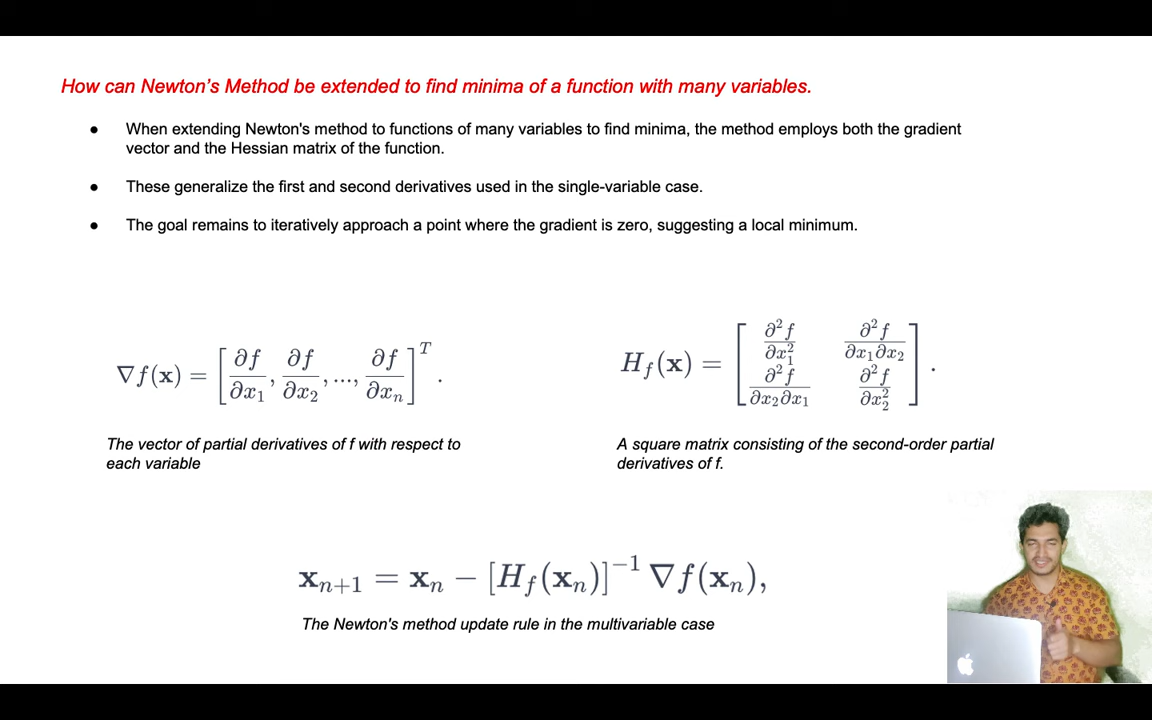 How can Newton's Method be extended to find minima of a function with many variables.
● When extending Newton's method to functions of many variables to find minima, the method employs both the gradient
vector and the Hessian matrix of the function.
● These generalize the first and second derivatives used in the single-variable case.
● The goal remains to iteratively approach a point where the gradient is zero, suggesting a local minimum.
∇f(𝐱) = [∂f/∂x₁, ∂f/∂x₂, ..., ∂f/∂xₙ]ᵀ.
The vector of partial derivatives of f with respect to
each variable
H_f(𝐱) = [∂²f/∂x₁² ∂²f/∂x₁∂x₂
∂²f/∂x₂∂x₁ ∂²f/∂x₂²].
A square matrix consisting of the second-order partial
derivatives of f.
𝐱ₙ₊₁ = 𝐱ₙ − [H_f(𝐱ₙ)]⁻¹ ∇f(𝐱ₙ),
The Newton's method update rule in the multivariable case